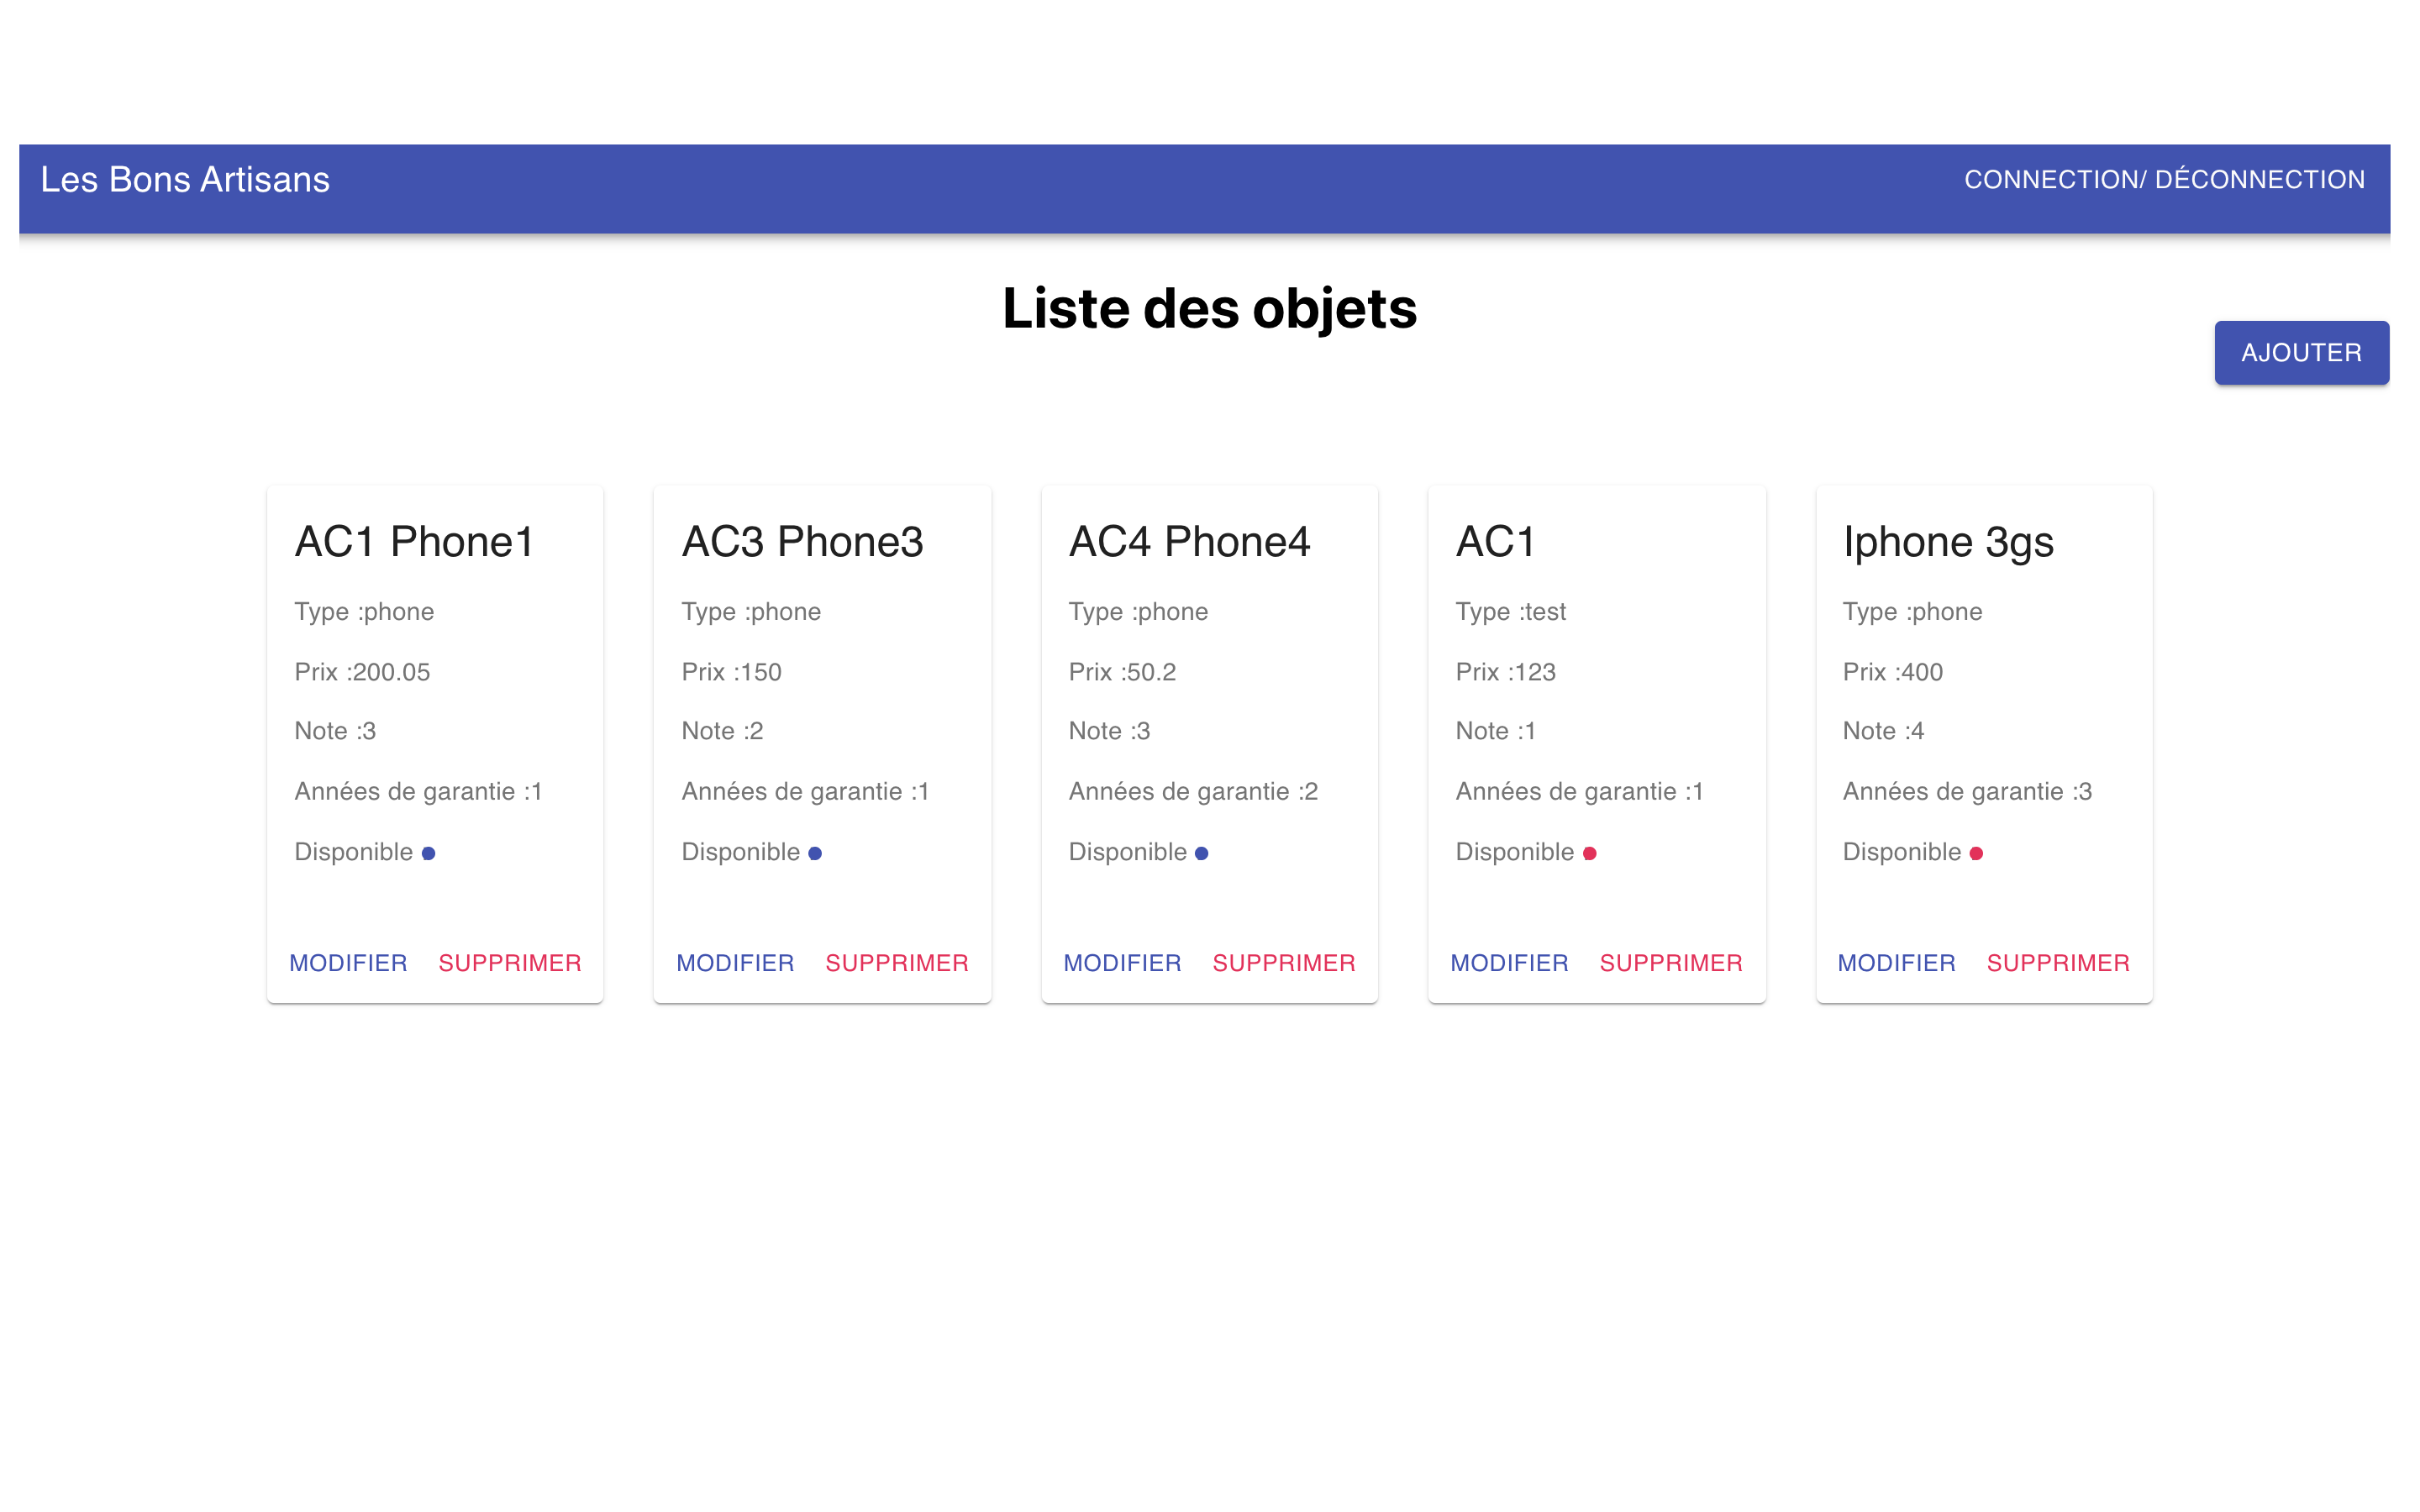 Les Bons Artisans
CONNECTION/ DÉCONNECTION
Liste des objets
AJOUTER
AC1 Phone1
Type :phone
Prix :200.05
Note :3
Années de garantie :1
Disponible
MODIFIER SUPPRIMER
AC3 Phone3
Type :phone
Prix :150
Note :2
Années de garantie :1
Disponible
MODIFIER SUPPRIMER
AC4 Phone4
Type :phone
Prix :50.2
Note :3
Années de garantie :2
Disponible
MODIFIER SUPPRIMER
AC1
Type :test
Prix :123
Note :1
Années de garantie :1
Disponible
MODIFIER SUPPRIMER
Iphone 3gs
Type :phone
Prix :400
Note :4
Années de garantie :3
Disponible
MODIFIER SUPPRIMER